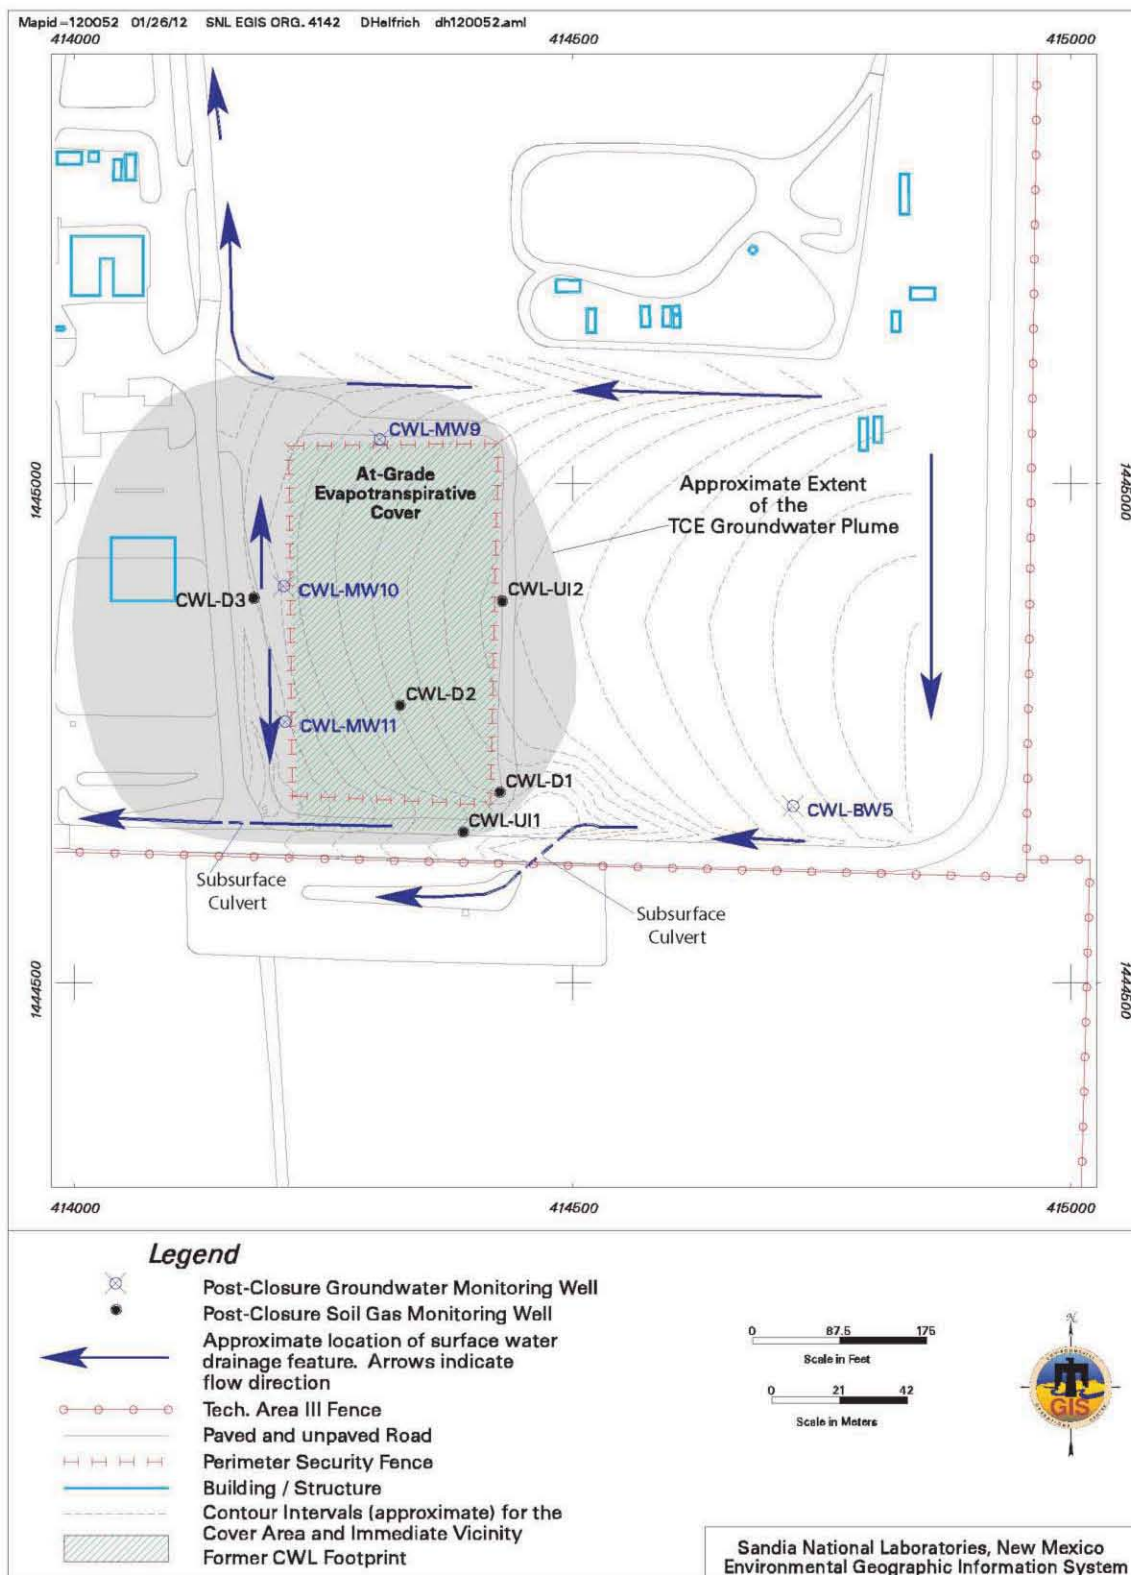 Mapid=120052 01/26/12 SNL EGIS ORG. 4142 DHelfrich dh120052.aml
414000 414500 415000
CWL-MW9
At-Grade
Evapotranspirative
Cover
Approximate Extent
of the
TCE Groundwater Plume
1445000
1445000
CWL-MW10
CWL-D3
CWL-UI2
CWL-D2
CWL-MW11
CWL-D1
CWL-BW5
CWL-UI1
Subsurface
Culvert
Subsurface
Culvert
1444500
1444500
414000 414500 415000
Legend
Post-Closure Groundwater Monitoring Well
Post-Closure Soil Gas Monitoring Well
Approximate location of surface water
drainage feature. Arrows indicate
flow direction
Tech. Area III Fence
Paved and unpaved Road
Perimeter Security Fence
Building / Structure
Contour Intervals (approximate) for the
Cover Area and Immediate Vicinity
Former CWL Footprint
0 87.5 175
Scale in Feet
0 21 42
Scale in Meters
N
GIS
Sandia National Laboratories, New Mexico
Environmental Geographic Information System